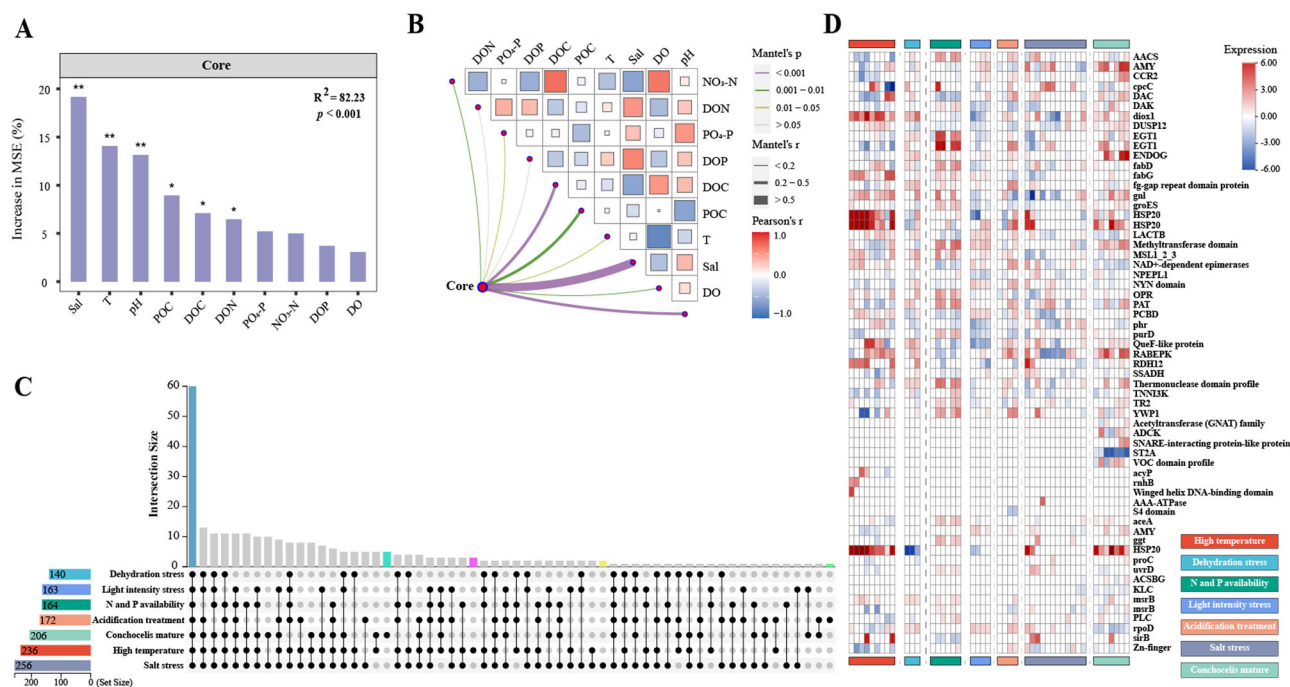 A
Core
R² = 82.23
p < 0.001
Increase in MSE (%)
20
15
10
5
0
**
**
**
*
*
*
Sal
T
pH
POC
DOC
DON
PO₄-P
NO₃-N
DOP
DO
B
DON
PO₄-P
DOP
DOC
POC
T
Sal
DO
pH
NO₃-N
DON
PO₄-P
DOP
DOC
POC
T
Sal
DO
Core
Mantel's p
< 0.001
0.001 – 0.01
0.01 – 0.05
> 0.05
Mantel's r
< 0.2
0.2 – 0.5
> 0.5
Pearson's r
1.0
0.0
−1.0
C
Intersection Size
60
50
40
30
20
10
0
140
163
164
172
206
236
256
Dehydration stress
Light intensity stress
N and P availability
Acidification treatment
Conchocelis mature
High temperature
Salt stress
200
100
0
(Set Size)
D
Expression
6.00
3.00
0.00
-3.00
-6.00
AACS
AMY
CCR2
cpcC
DAC
DAK
diox1
DUSP12
EGT1
EGT1
ENDOG
fabD
fabG
fg-gap repeat domain protein
gnl
groES
HSP20
HSP20
LACTB
Methyltransferase domain
MSL1_2_3
NAD+-dependent epimerases
NPEPL1
NYN domain
OPR
PAT
PCBD
phr
purD
QueF-like protein
RABEPK
RDH12
SSADH
Thermonuclease domain profile
TNNI3K
TR2
YWP1
Acetyltransferase (GNAT) family
ADCK
SNARE-interacting protein-like protein
ST2A
VOC domain profile
acyP
rnhB
Winged helix DNA-binding domain
AAA-ATPase
S4 domain
aceA
AMY
ggt
HSP20
proC
uvrD
ACSBG
KLC
msrB
msrB
PLC
rpoD
sirB
Zn-finger
High temperature
Dehydration stress
N and P availability
Light intensity stress
Acidification treatment
Salt stress
Conchocelis mature